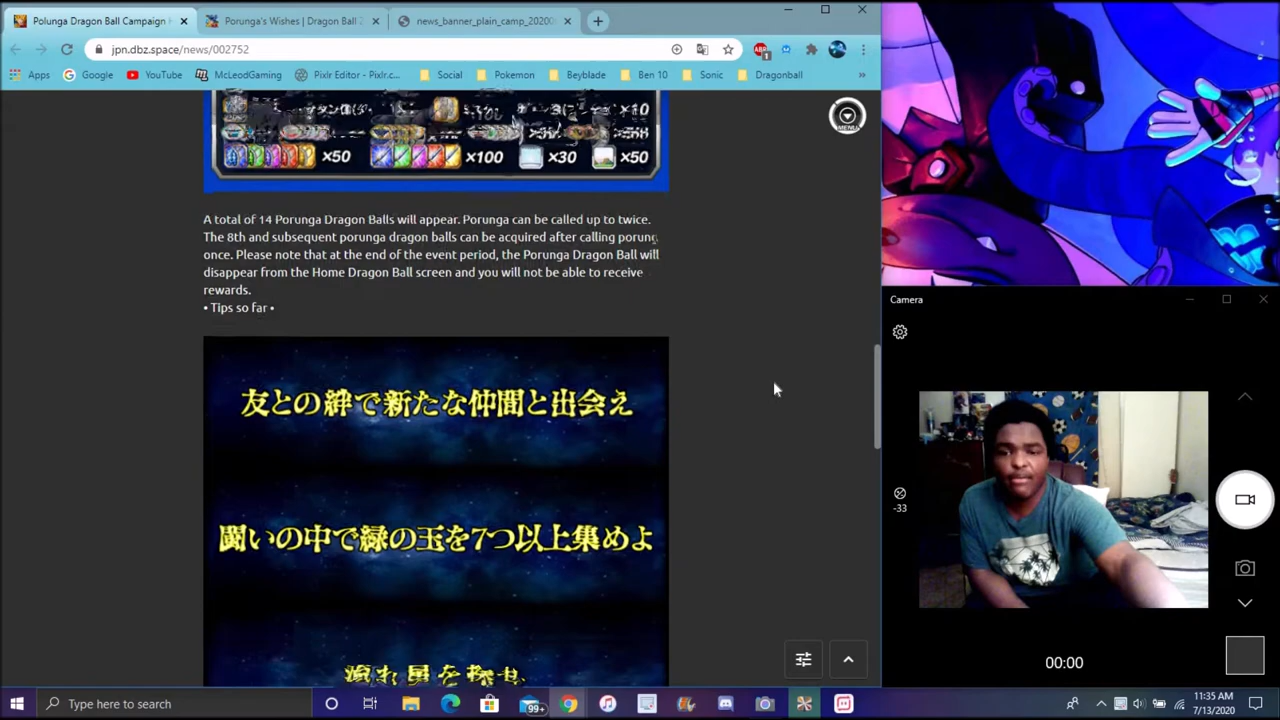 Polunga Dragon Ball Campaign
Porunga's Wishes | Dragon Ball
news_banner_plain_camp_2020
jpn.dbz.space/news/002752
Apps
Google
YouTube
McLeodGaming
Pixlr Editor - Pixlr.c...
Social
Pokemon
Beyblade
Ben 10
Sonic
Dragonball
MENU
×10
×50
×100
×30
×50
A total of 14 Porunga Dragon Balls will appear. Porunga can be called up to twice.
The 8th and subsequent porunga dragon balls can be acquired after calling porung
once. Please note that at the end of the event period, the Porunga Dragon Ball will
disappear from the Home Dragon Ball screen and you will not be able to receive
rewards.
• Tips so far •
友との絆で新たな仲間と出会え
闘いの中で緑の玉を7つ以上集めよ
Camera
-33
00:00
Type here to search
99+
11:35 AM
7/13/2020